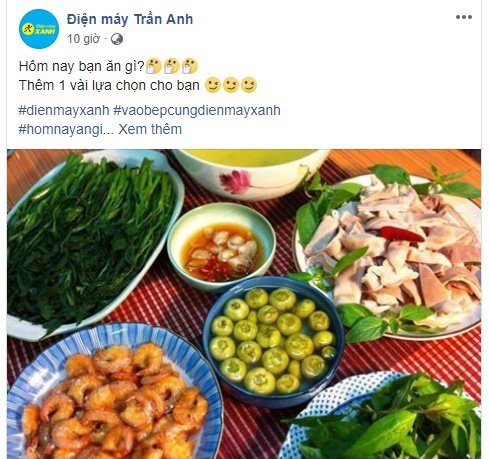 Điện máy Trần Anh
10 giờ ·
Hôm nay bạn ăn gì?🤔🤔🤔
Thêm 1 vài lựa chọn cho bạn 😉😉😉
#dienmayxanh #vaobepcungdienmayxanh
#homnayangi... Xem thêm